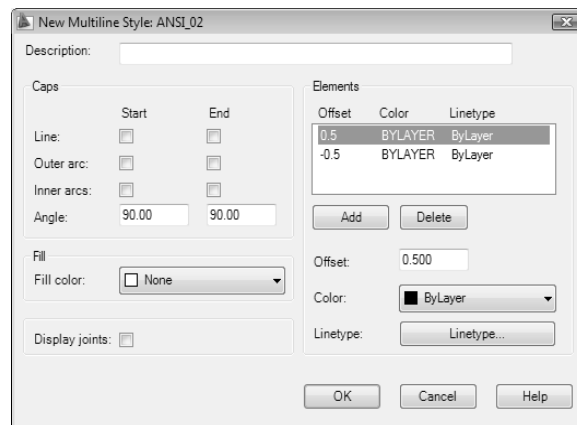 New Multiline Style: ANSI_02
Description:
Caps
Start End
Line:
Outer arc:
Inner arcs:
Angle: 90.00 90.00
Fill
Fill color: None
Display joints:
Elements
Offset Color Linetype
0.5 BYLAYER ByLayer
-0.5 BYLAYER ByLayer
Add Delete
Offset: 0.500
Color: ByLayer
Linetype: Linetype...
OK Cancel Help